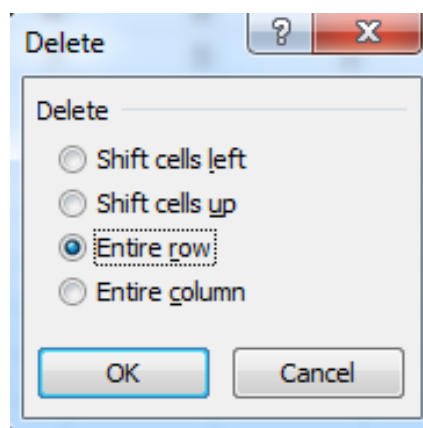 Delete ? X
Delete
Shift cells left
Shift cells up
Entire row
Entire column
OK Cancel